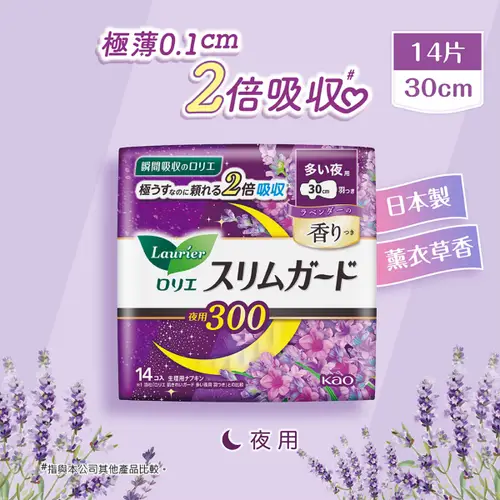 極薄0.1cm
2倍吸収#
14片
30cm
瞬間吸収のロリエ
極うすなのに頼れる2倍吸収
多い夜用
30cm 羽つき
ラベンダーの
香りつき
Laurier
ロリエ スリムガード
夜用300
14コ入 生理用ナプキン
Kao
日本製
薰衣草香
夜用
#指與本公司其他產品比較。